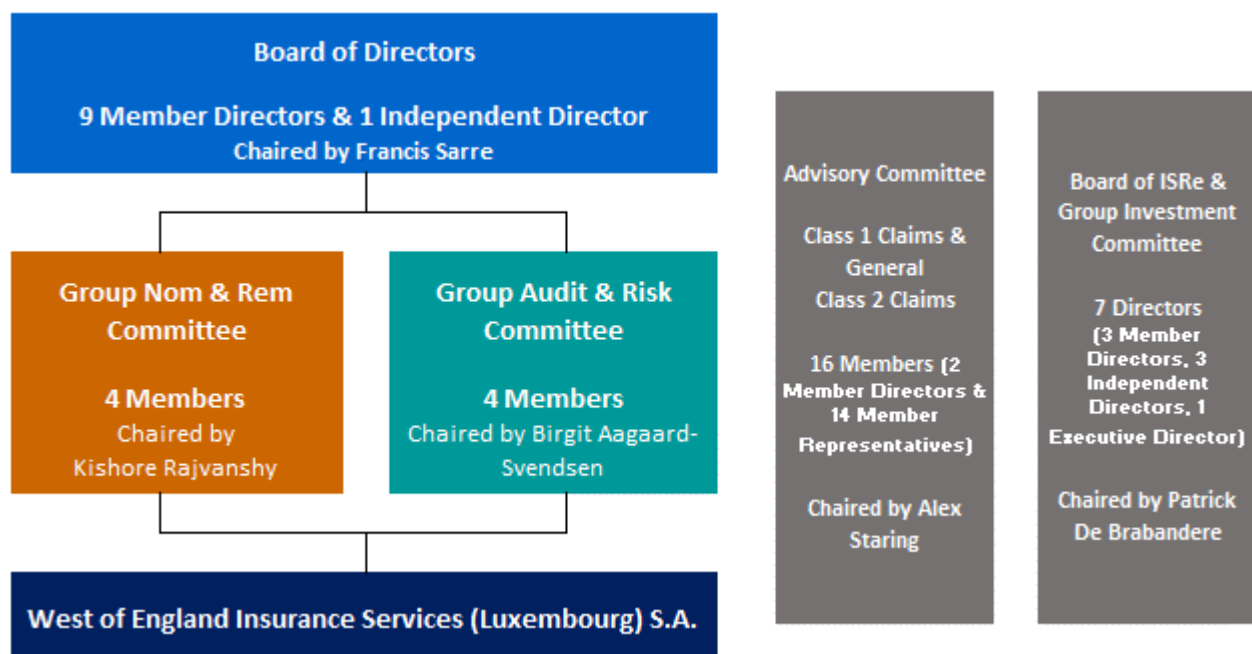 Board of Directors
9 Member Directors & 1 Independent Director
Chaired by Francis Sarre
Group Nom & Rem
Committee
4 Members
Chaired by
Kishore Rajvanshy
Group Audit & Risk
Committee
4 Members
Chaired by Birgit Aagaard-
Svendsen
West of England Insurance Services (Luxembourg) S.A.
Advisory Committee
Class 1 Claims &
General
Class 2 Claims
16 Members (2
Member Directors &
14 Member
Representatives)
Chaired by Alex
Staring
Board of ISRe &
Group Investment
Committee
7 Directors
(3 Member
Directors, 3
Independent
Directors, 1
Executive Director)
Chaired by Patrick
De Brabandere